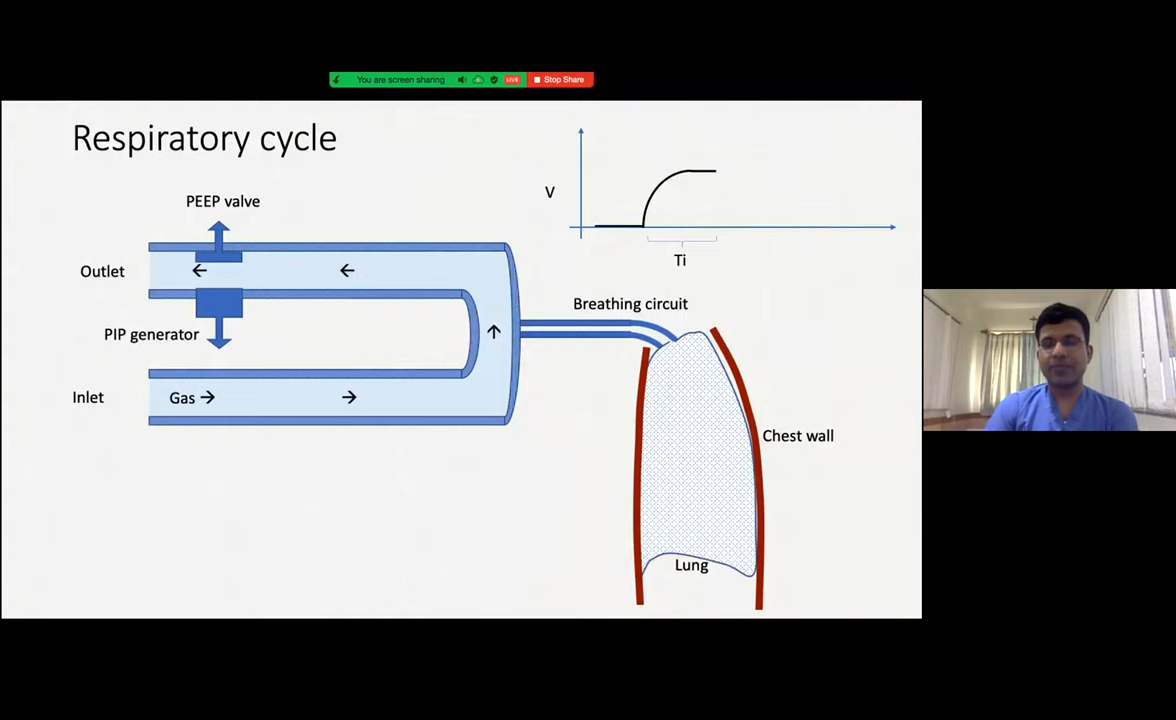 You are screen sharing
LIVE
Stop Share
Respiratory cycle
V
Ti
PEEP valve
Outlet
PIP generator
Inlet
Gas
Breathing circuit
Chest wall
Lung